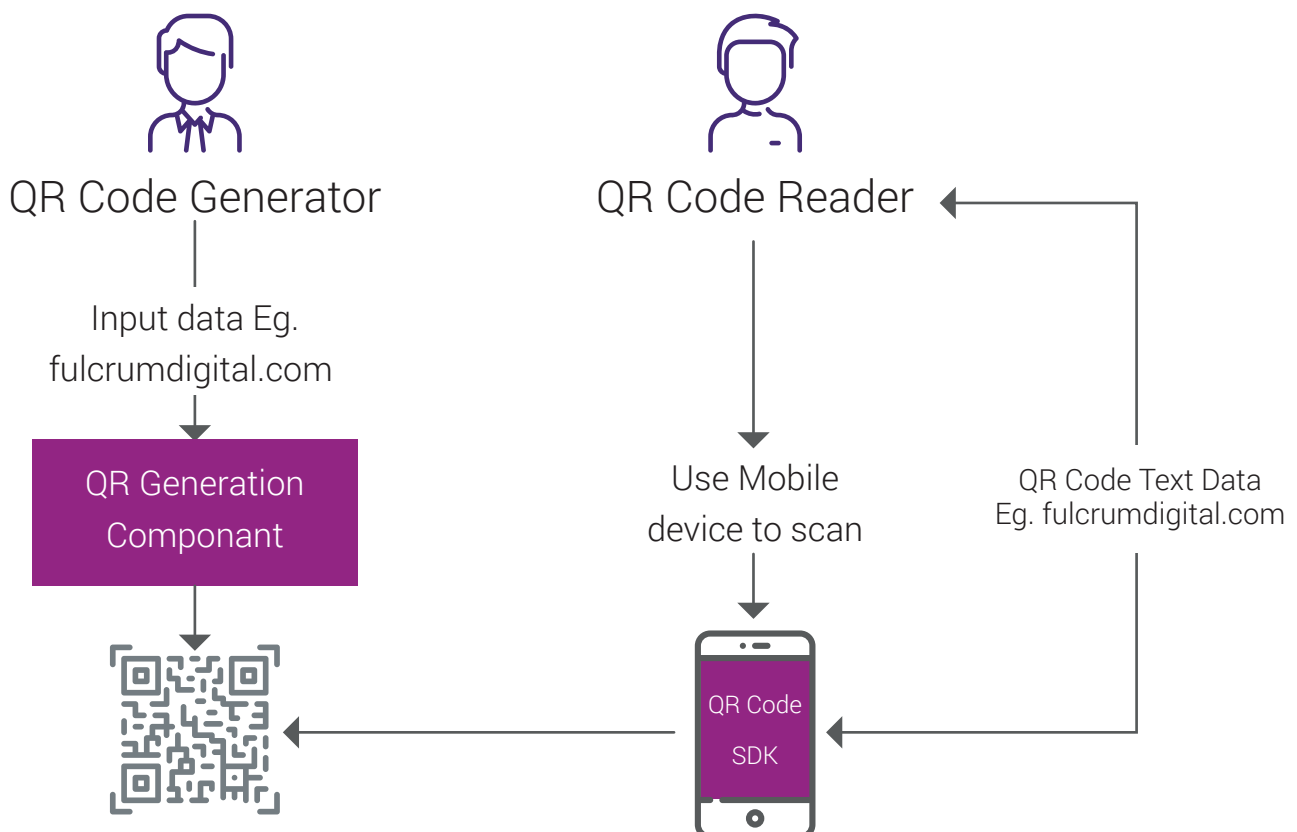 QR Code Generator
QR Code Reader
Input data Eg.
fulcrumdigital.com
QR Generation
Componant
Use Mobile
device to scan
QR Code Text Data
Eg. fulcrumdigital.com
QR Code
SDK